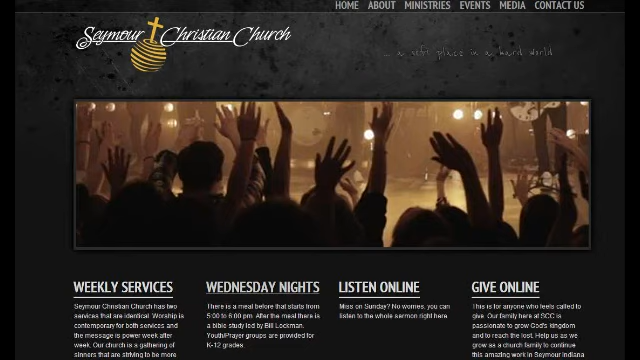 HOME ABOUT MINISTRIES EVENTS MEDIA CONTACT US
Seymour Christian Church
... a soft place in a hard world
WEEKLY SERVICES
Seymour Christian Church has two
services that are identical. Worship is
contemporary for both services and
the message is power week after
week. Our church is a gathering of
sinners that are striving to be more
WEDNESDAY NIGHTS
There is a meal before that starts from
5:00 to 6:00 pm. After the meal there is
a bible study led by Bill Lockman.
Youth/Prayer groups are provided for
K-12 grades.
LISTEN ONLINE
Miss on Sunday? No worries, you can
listen to the whole sermon right here.
GIVE ONLINE
This is for anyone who feels called to
give. Our family here at SCC is
passionate to grow God's kingdom
and to reach the lost. Help us as we
grow as a church family to continue
this amazing work in Seymour Indiana